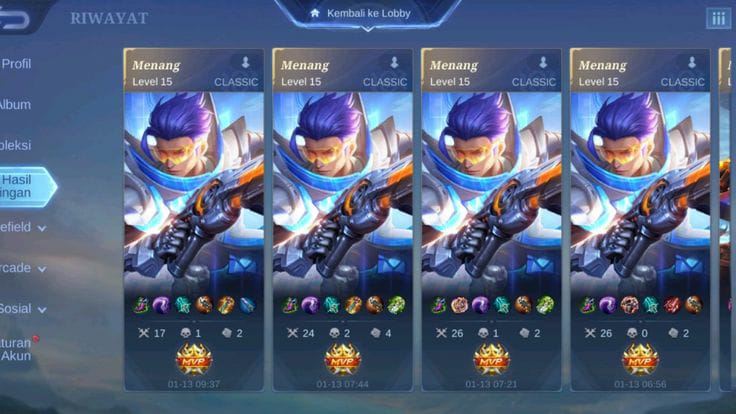 RIWAYAT
Kembali ke Lobby
Profil
Album
oleksi
Hasil
ingan
efield
rcade
Sosial
turan
Akun
Menang
Level 15
CLASSIC
17 1 2
MVP
01-13 09:37
Menang
Level 15
CLASSIC
24 2 4
MVP
01-13 07:44
Menang
Level 15
CLASSIC
26 1 2
MVP
01-13 07:21
Menang
Level 15
CLASSIC
26 0 2
MVP
01-13 06:56